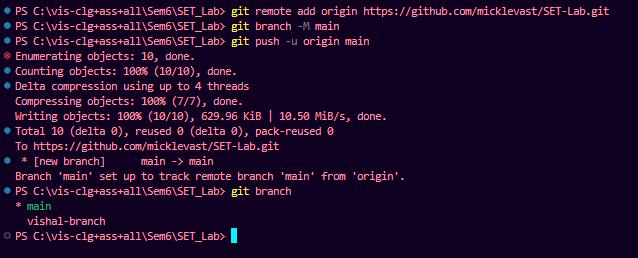 PS C:\vis-clg+ass+all\Sem6\SET_Lab> git remote add origin https://github.com/micklevast/SET-Lab.git
PS C:\vis-clg+ass+all\Sem6\SET_Lab> git branch -M main
PS C:\vis-clg+ass+all\Sem6\SET_Lab> git push -u origin main
Enumerating objects: 10, done.
Counting objects: 100% (10/10), done.
Delta compression using up to 4 threads
Compressing objects: 100% (7/7), done.
Writing objects: 100% (10/10), 629.96 KiB | 10.50 MiB/s, done.
Total 10 (delta 0), reused 0 (delta 0), pack-reused 0
To https://github.com/micklevast/SET-Lab.git
 * [new branch]      main -> main
Branch 'main' set up to track remote branch 'main' from 'origin'.
PS C:\vis-clg+ass+all\Sem6\SET_Lab> git branch
* main
  vishal-branch
PS C:\vis-clg+ass+all\Sem6\SET_Lab>